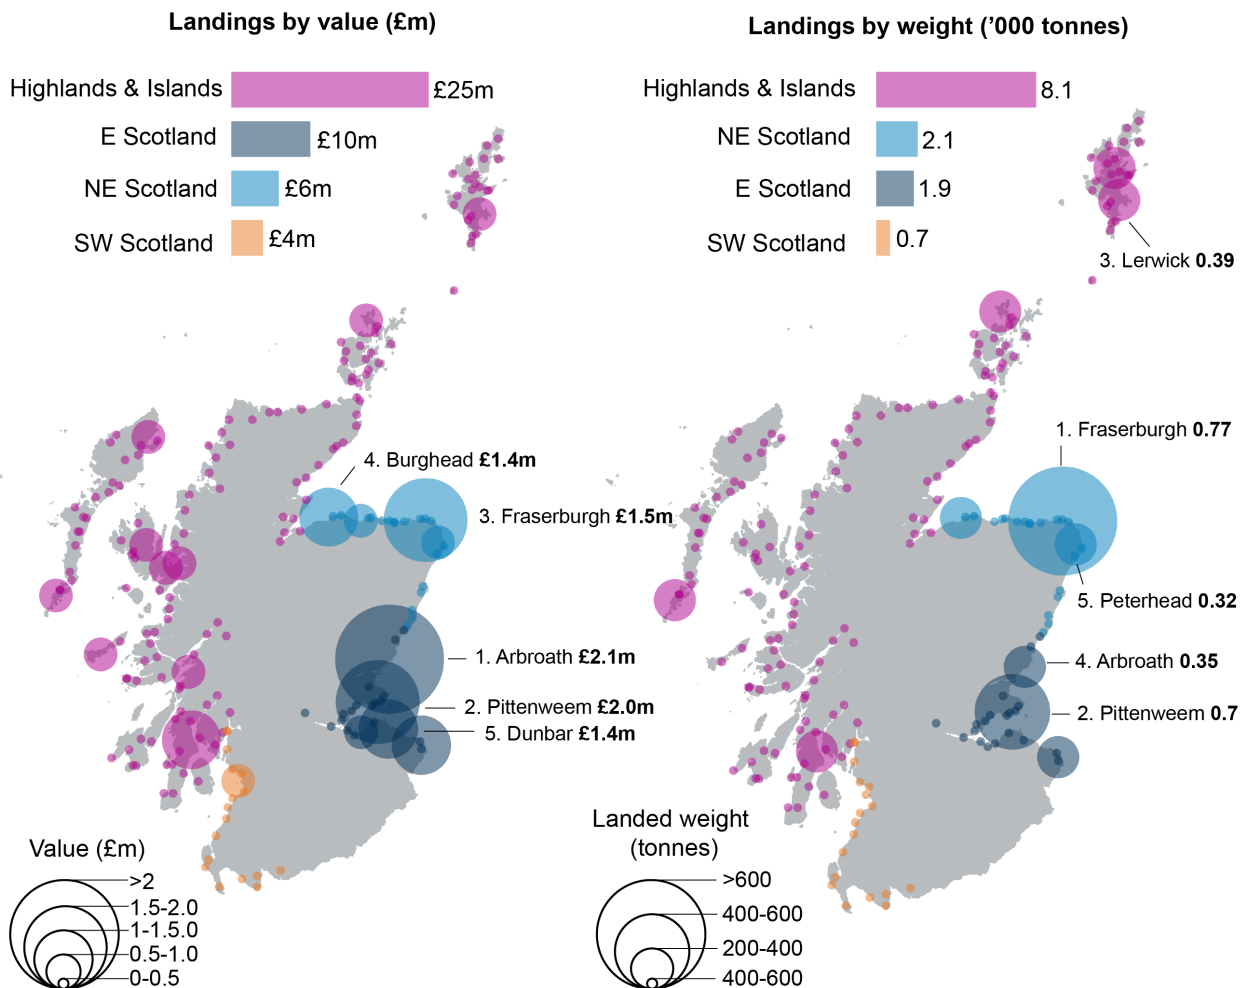 Landings by value (£m)
Highlands & Islands £25m
E Scotland £10m
NE Scotland £6m
SW Scotland £4m
4. Burghead £1.4m
3. Fraserburgh £1.5m
1. Arbroath £2.1m
2. Pittenweem £2.0m
5. Dunbar £1.4m
Value (£m)
>2
1.5-2.0
1-1.5.0
0.5-1.0
0-0.5
Landings by weight (’000 tonnes)
Highlands & Islands 8.1
NE Scotland 2.1
E Scotland 1.9
SW Scotland 0.7
3. Lerwick 0.39
1. Fraserburgh 0.77
5. Peterhead 0.32
4. Arbroath 0.35
2. Pittenweem 0.7
Landed weight
(tonnes)
>600
400-600
200-400
400-600